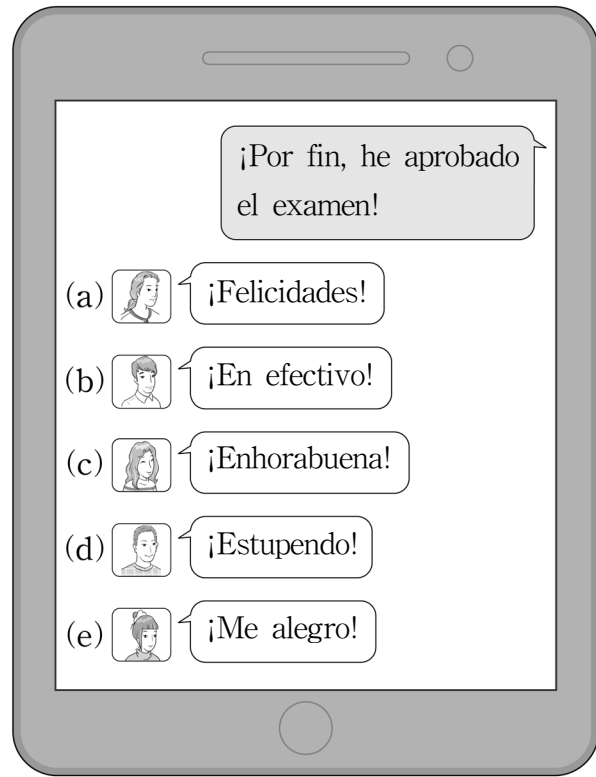 ¡Por fin, he aprobado
el examen!
(a) ¡Felicidades!
(b) ¡En efectivo!
(c) ¡Enhorabuena!
(d) ¡Estupendo!
(e) ¡Me alegro!